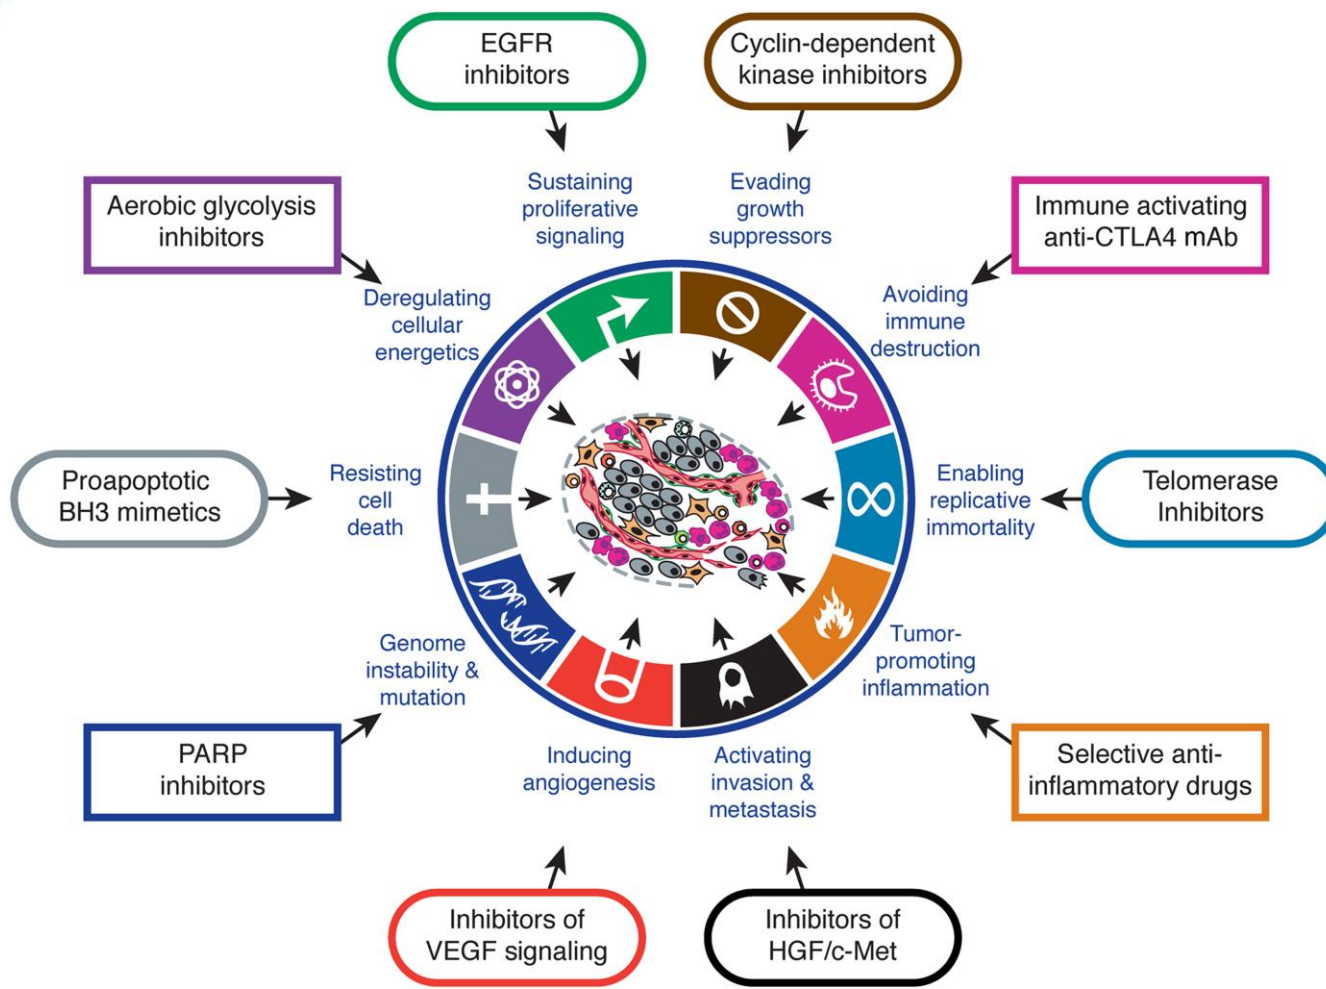 EGFR
inhibitors
Cyclin-dependent
kinase inhibitors
Aerobic glycolysis
inhibitors
Sustaining
proliferative
signaling
Evading
growth
suppressors
Immune activating
anti-CTLA4 mAb
Deregulating
cellular
energetics
Avoiding
immune
destruction
Proapoptotic
BH3 mimetics
Resisting
cell
death
Enabling
replicative
immortality
Telomerase
Inhibitors
Genome
instability &
mutation
Tumor-
promoting
inflammation
PARP
inhibitors
Inducing
angiogenesis
Activating
invasion &
metastasis
Selective anti-
inflammatory drugs
Inhibitors of
VEGF signaling
Inhibitors of
HGF/c-Met